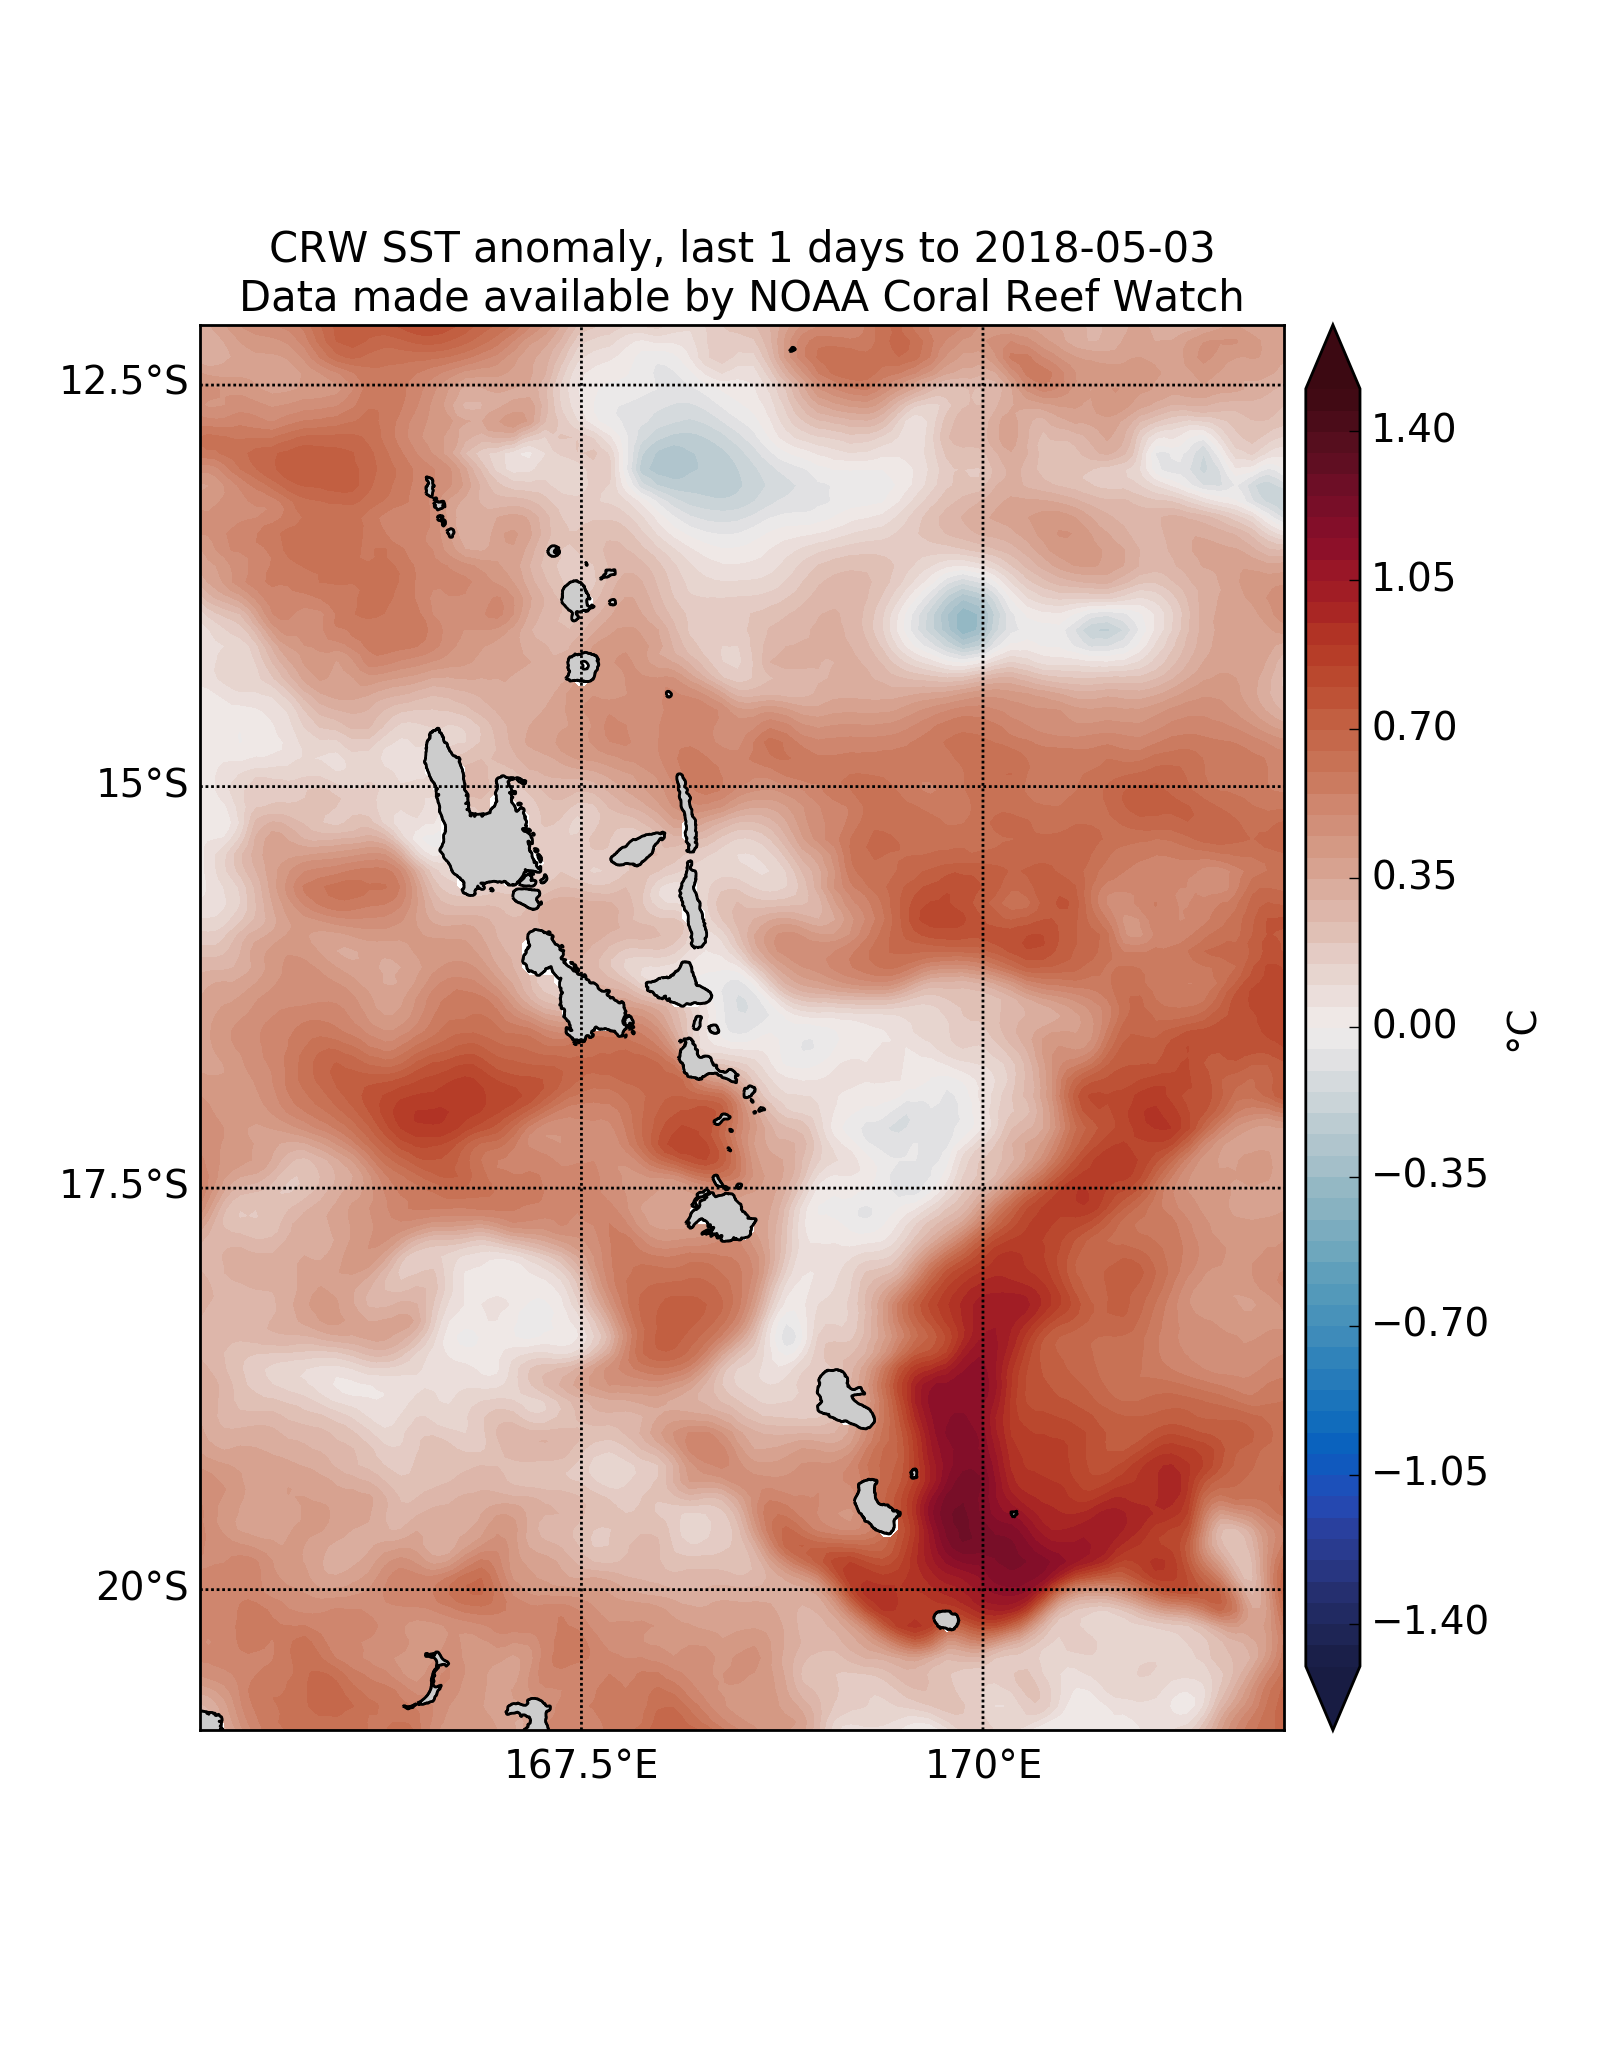 CRW SST anomaly, last 1 days to 2018-05-03
Data made available by NOAA Coral Reef Watch
12.5°S
15°S
17.5°S
20°S
167.5°E
170°E
1.40
1.05
0.70
0.35
0.00
−0.35
−0.70
−1.05
−1.40
°C